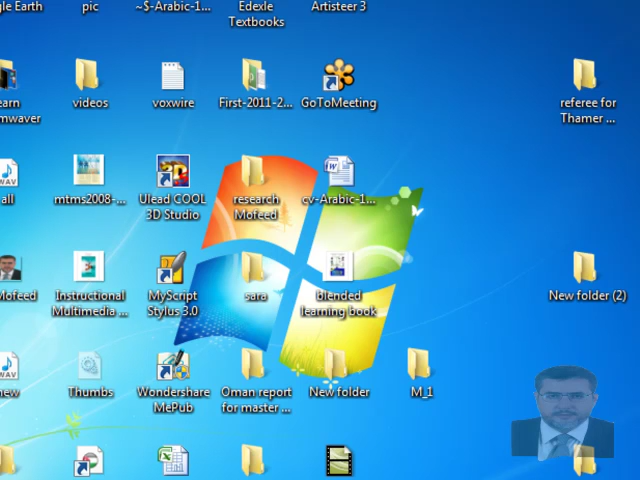 gle Earth
pic
~$-Arabic-1...
Edexle
Textbooks
Artisteer 3
earn
mwaver
videos
voxwire
First-2011-2...
GoToMeeting
referee for
Thamer ...
all
mtms2008-...
Ulead COOL
3D Studio
research
Mofeed
cv-Arabic-1...
Mofeed
Instructional
Multimedia ...
MyScript
Stylus 3.0
sara
blended
learning book
New folder (2)
new
Thumbs
Wondershare
MePub
Oman report
for master ...
New folder
M_1
WAV
WAV